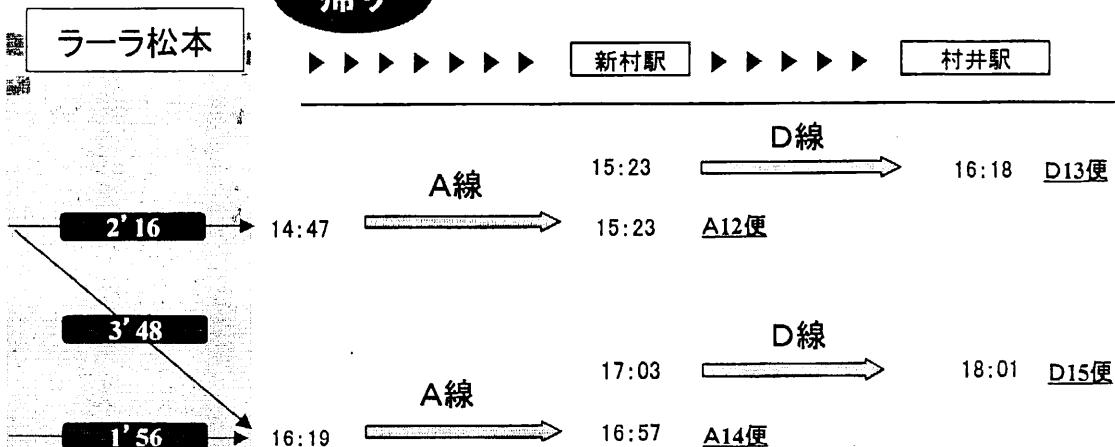 ラーラ松本
新村駅
村井駅
D線
15:23
16:18 D13便
A線
2'16
14:47
15:23 A12便
3'48
D線
17:03
18:01 D15便
A線
1'56
16:19
16:57 A14便